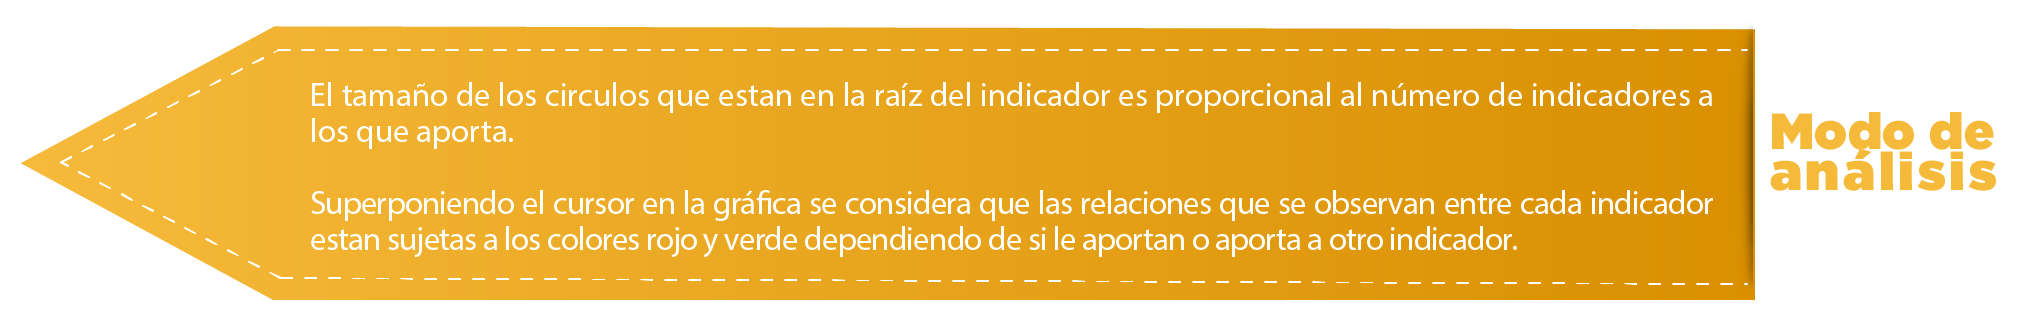 El tamaño de los circulos que estan en la raíz del indicador es proporcional al número de indicadores a
los que aporta.
Superponiendo el cursor en la gráfica se considera que las relaciones que se observan entre cada indicador
estan sujetas a los colores rojo y verde dependiendo de si le aportan o aporta a otro indicador.
Modo de
análisis